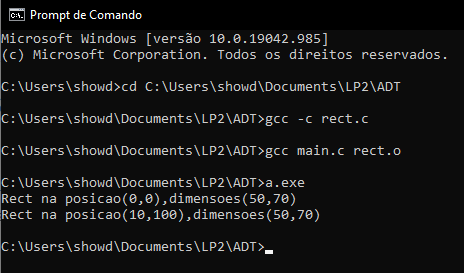 Prompt de Comando
Microsoft Windows [versão 10.0.19042.985]
(c) Microsoft Corporation. Todos os direitos reservados.
C:\Users\showd>cd C:\Users\showd\Documents\LP2\ADT
C:\Users\showd\Documents\LP2\ADT>gcc -c rect.c
C:\Users\showd\Documents\LP2\ADT>gcc main.c rect.o
C:\Users\showd\Documents\LP2\ADT>a.exe
Rect na posicao(0,0),dimensoes(50,70)
Rect na posicao(10,100),dimensoes(50,70)
C:\Users\showd\Documents\LP2\ADT>